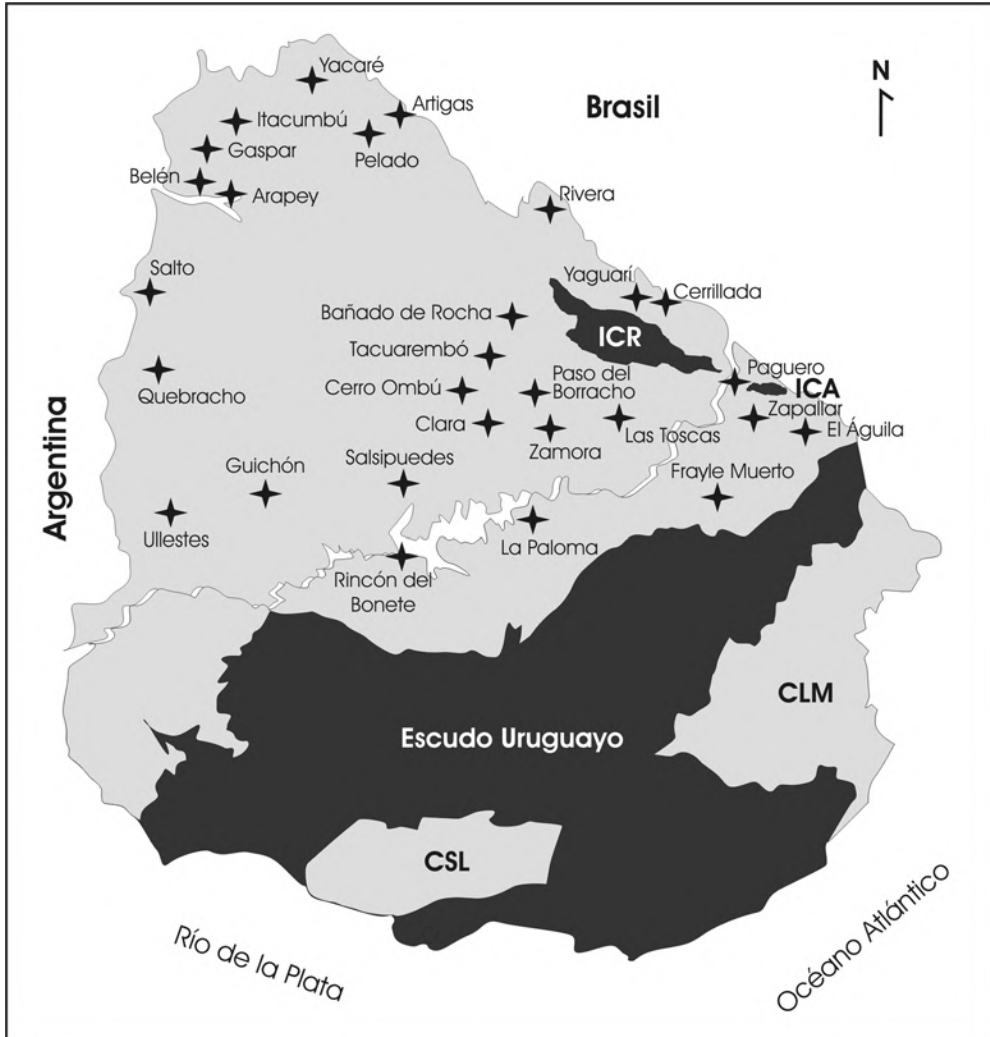 Yacaré
N
Artigas
Brasil
Itacumbú
Gaspar
Pelado
Belén
Arapey
Rivera
Salto
Yaguarí
Cerrillada
Bañado de Rocha
ICR
Tacuarembó
Paguero
Quebracho
Cerro Ombú
Paso del
Borracho
ICA
Zapallar
Clara
Las Toscas
El Águila
Zamora
Argentina
Guichón
Salsipuedes
Frayle Muerto
Ullestes
La Paloma
Rincón del
Bonete
CLM
Escudo Uruguayo
CSL
Río de la Plata
Océano Atlántico